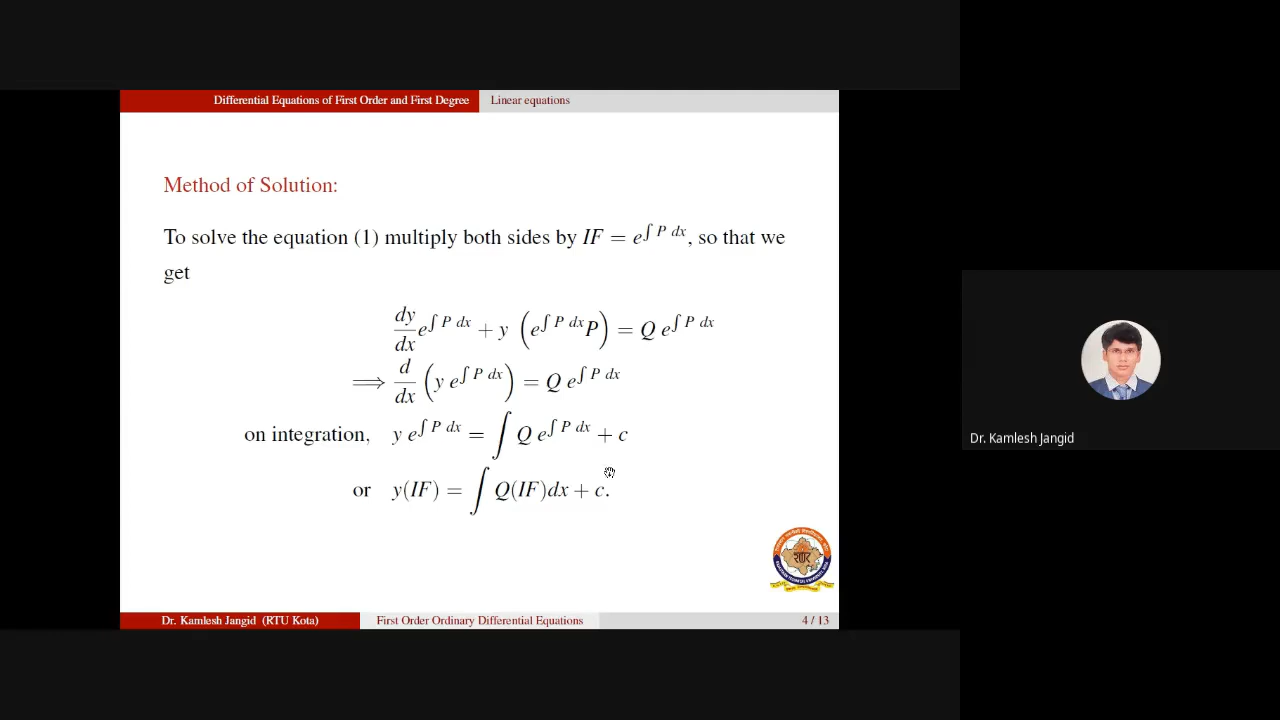 Differential Equations of First Order and First Degree Linear equations
Method of Solution:
To solve the equation (1) multiply both sides by IF = e^{∫ P dx}, so that we
get
dy/dx e^{∫ P dx} + y (e^{∫ P dx} P) = Q e^{∫ P dx}
⟹ d/dx (y e^{∫ P dx}) = Q e^{∫ P dx}
on integration, y e^{∫ P dx} = ∫ Q e^{∫ P dx} + c
or y(IF) = ∫ Q(IF)dx + c.
Dr. Kamlesh Jangid (RTU Kota) First Order Ordinary Differential Equations 4 / 13
Dr. Kamlesh Jangid